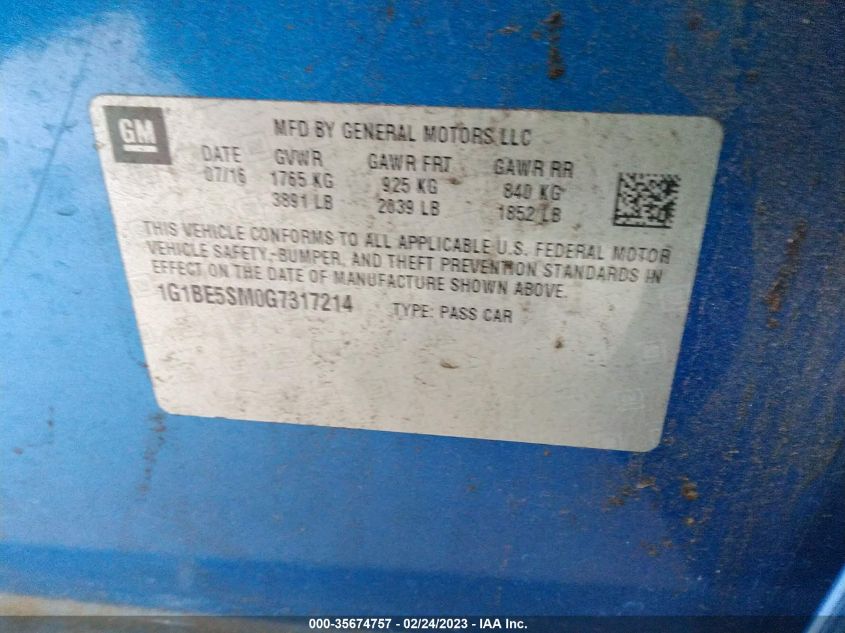 GM
MFD BY GENERAL MOTORS LLC
DATE GVWR GAWR FRT GAWR RR
07/16 1765 KG 925 KG 840 KG
3891 LB 2039 LB 1852 LB
THIS VEHICLE CONFORMS TO ALL APPLICABLE U.S. FEDERAL MOTOR
VEHICLE SAFETY, BUMPER, AND THEFT PREVENTION STANDARDS IN
EFFECT ON THE DATE OF MANUFACTURE SHOWN ABOVE.
1G1BE5SM0G7317214 TYPE: PASS CAR
000-35674757 - 02/24/2023 - IAA Inc.